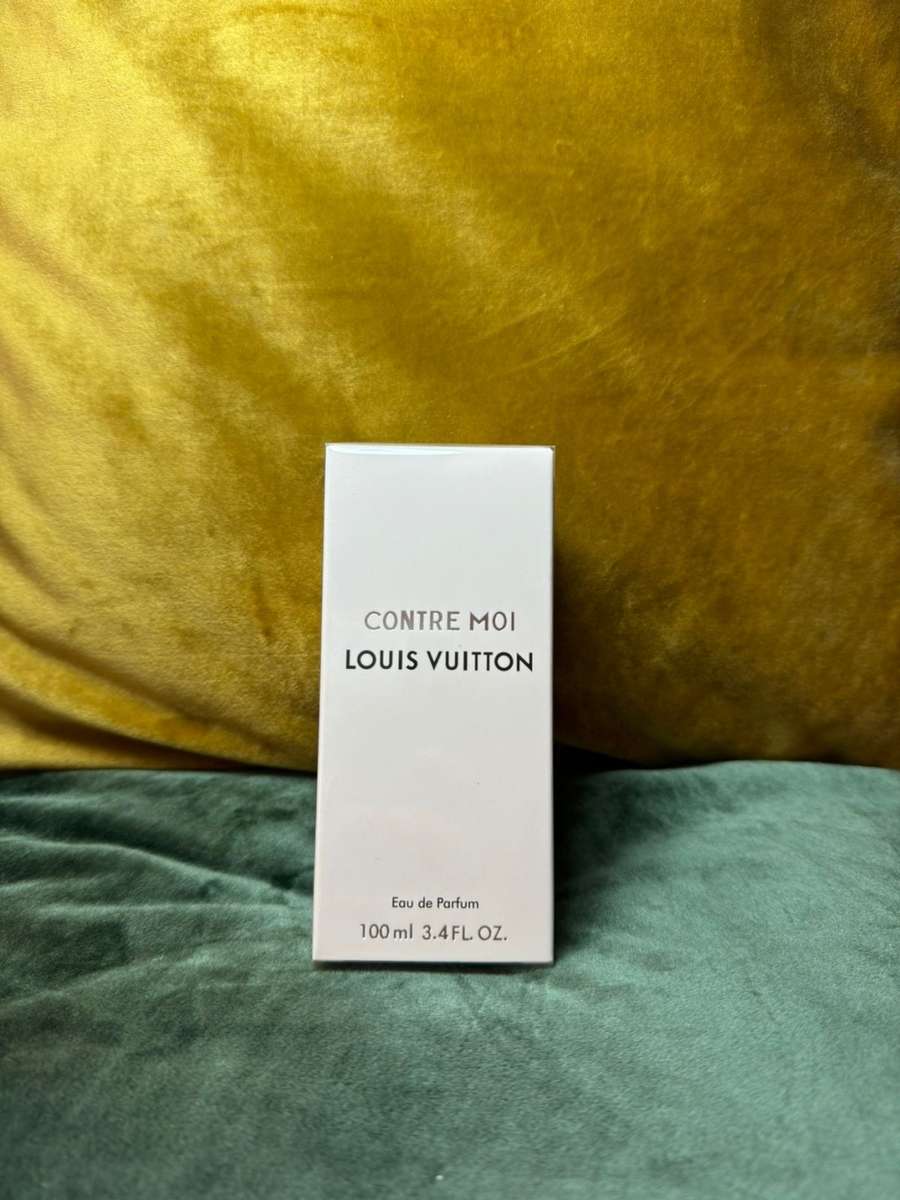 CONTRE MOI
LOUIS VUITTON
Eau de Parfum
100 ml 3.4 FL. OZ.